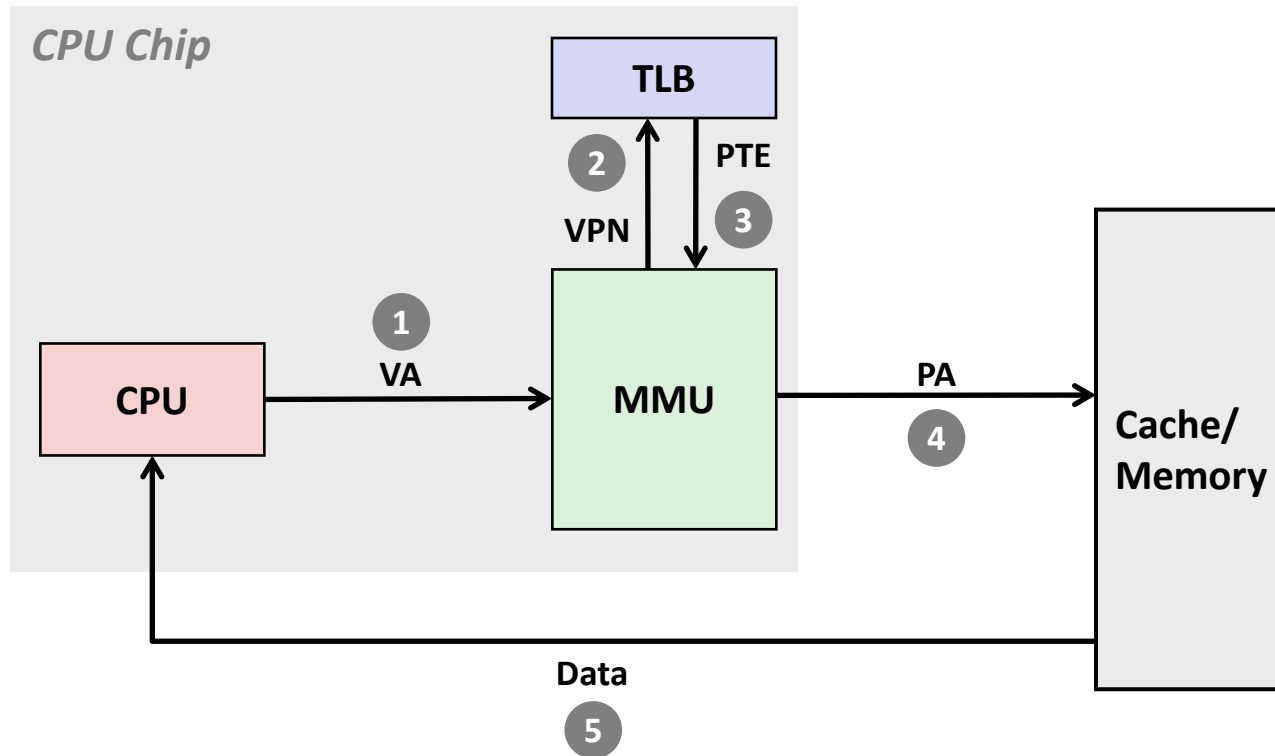 CPU Chip
TLB
2
PTE
3
VPN
1
VA
CPU
MMU
PA
4
Cache/
Memory
Data
5